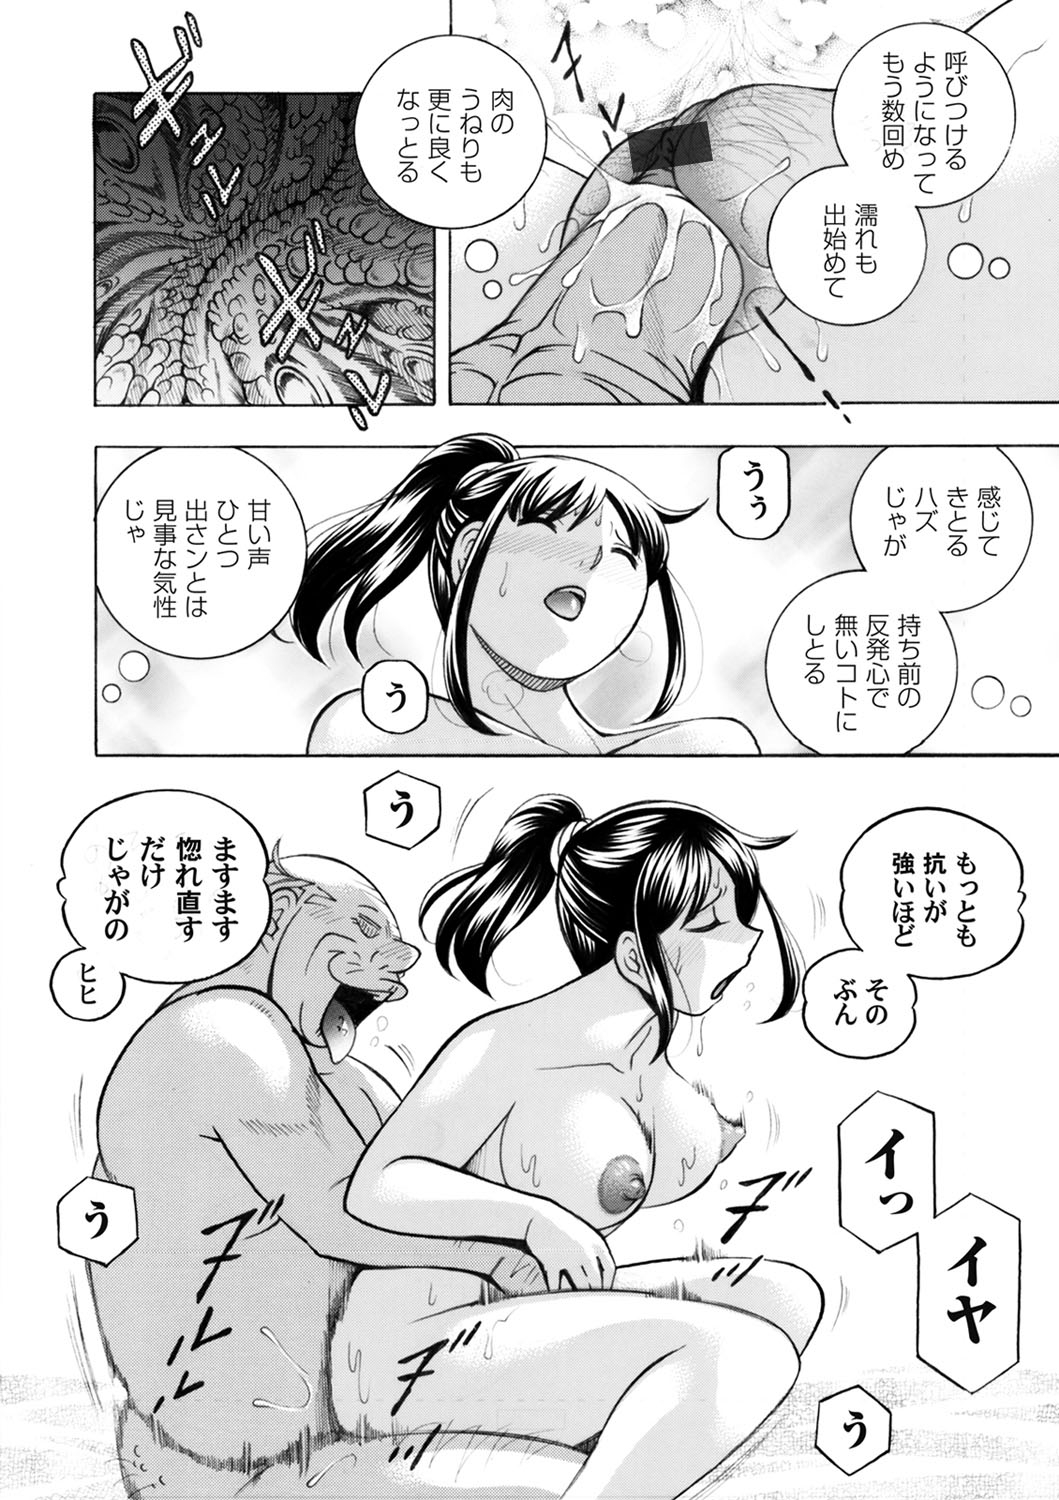 呼びつける
ようになって
もう数回め
濡れも
出始めて
肉の
うねりも
更に良く
なっとる
感じて
きとる
ハズ
じゃが
持ち前の
反発心で
無いコトに
しとる
うぅ
甘い声
ひとつ
出さンとは
見事な気性
じゃ
う
もっとも
抗いが
強いほど
その
ぶん
う
ますます
惚れ直す
だけ
じゃがの
ヒヒ
イっ
イヤ
う
う